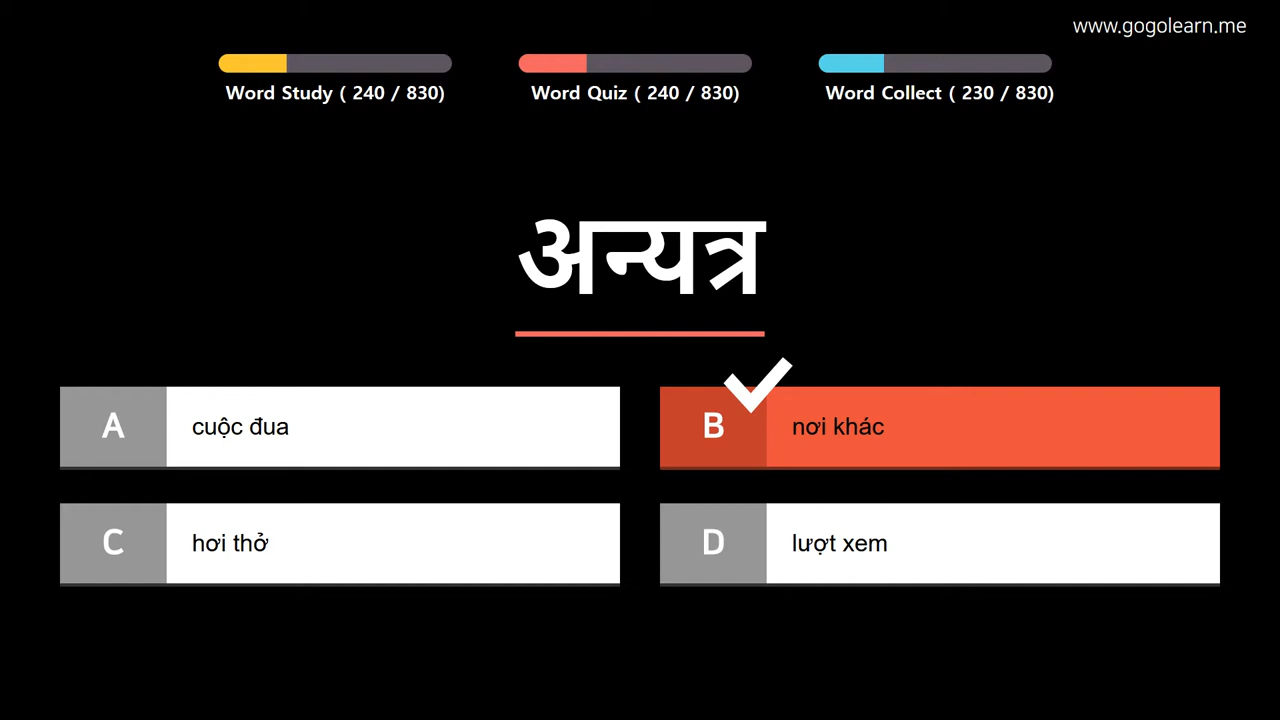 www.gogolearn.me
Word Study ( 240 / 830)
Word Quiz ( 240 / 830)
Word Collect ( 230 / 830)
अन्यत्र
A cuộc đua
B nơi khác
C hơi thở
D lượt xem